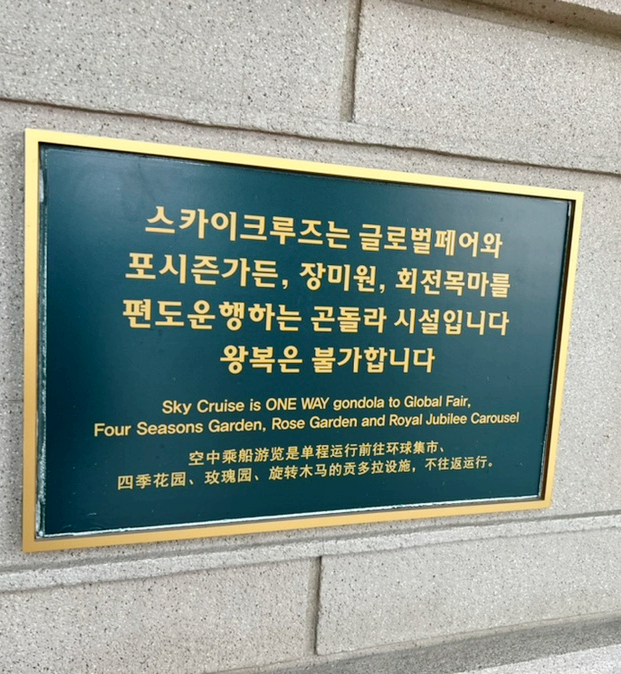 스카이크루즈는 글로벌페어와
포시즌가든, 장미원, 회전목마를
편도운행하는 곤돌라 시설입니다
왕복은 불가합니다
Sky Cruise is ONE WAY gondola to Global Fair,
Four Seasons Garden, Rose Garden and Royal Jubilee Carousel
空中乘船游览是单程运行前往环球集市、
四季花园、玫瑰园、旋转木马的贡多拉设施，不往返运行。